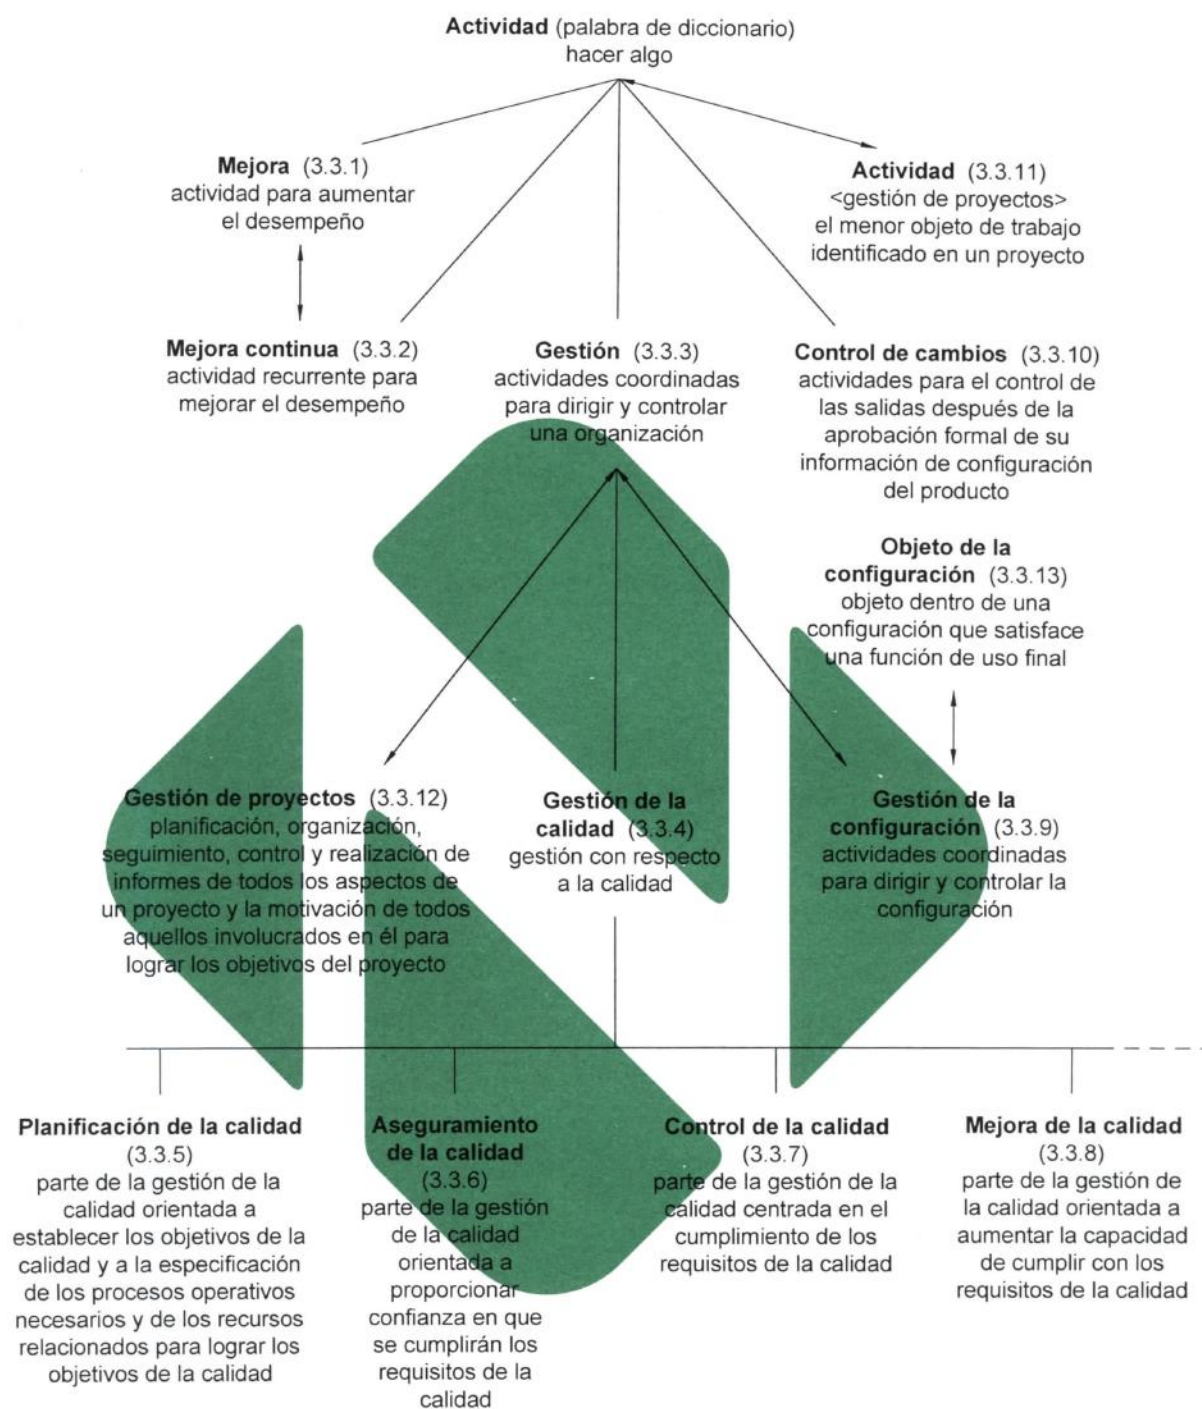 Actividad (palabra de diccionario)
hacer algo
Mejora (3.3.1)
actividad para aumentar
el desempeño
Actividad (3.3.11)
<gestión de proyectos>
el menor objeto de trabajo
identificado en un proyecto
Mejora continua (3.3.2)
actividad recurrente para
mejorar el desempeño
Gestión (3.3.3)
actividades coordinadas
para dirigir y controlar
una organización
Control de cambios (3.3.10)
actividades para el control de
las salidas después de la
aprobación formal de su
información de configuración
del producto
Objeto de la
configuración (3.3.13)
objeto dentro de una
configuración que satisface
una función de uso final
Gestión de proyectos (3.3.12)
planificación, organización,
seguimiento, control y realización de
informes de todos los aspectos de
un proyecto y la motivación de todos
aquellos involucrados en él para
lograr los objetivos del proyecto
Gestión de la
calidad (3.3.4)
gestión con respecto
a la calidad
Gestión de la
configuración (3.3.9)
actividades coordinadas
para dirigir y controlar la
configuración
Planificación de la calidad
(3.3.5)
parte de la gestión de la
calidad orientada a
establecer los objetivos de la
calidad y a la especificación
de los procesos operativos
necesarios y de los recursos
relacionados para lograr los
objetivos de la calidad
Aseguramiento
de la calidad
(3.3.6)
parte de la gestión
de la calidad
orientada a
proporcionar
confianza en que
se cumplirán los
requisitos de la
calidad
Control de la calidad
(3.3.7)
parte de la gestión de la
calidad centrada en el
cumplimiento de los
requisitos de la calidad
Mejora de la calidad
(3.3.8)
parte de la gestión de
la calidad orientada a
aumentar la capacidad
de cumplir con los
requisitos de la calidad